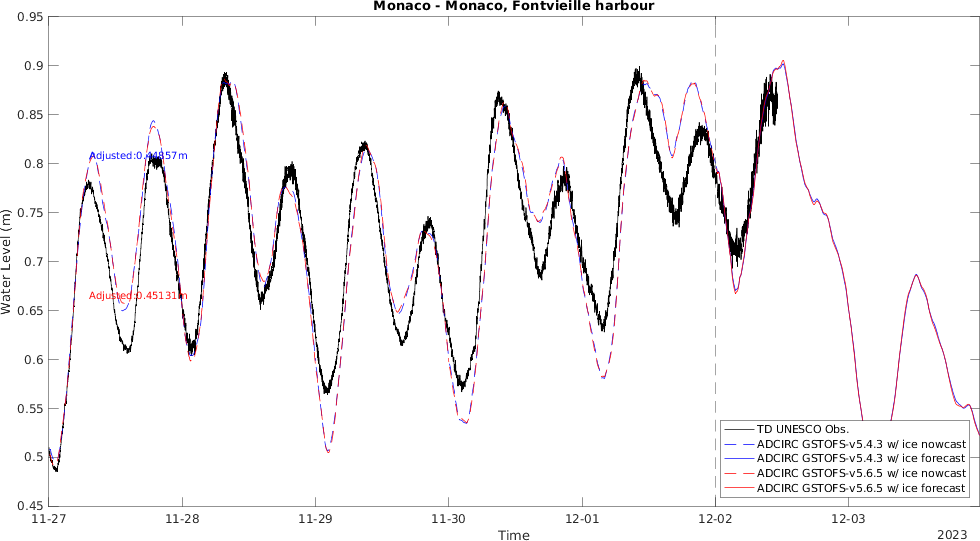 Monaco - Monaco, Fontvieille harbour
0.95
0.9
0.85
0.8
0.75
0.7
0.65
0.6
0.55
0.5
0.45
Water Level (m)
Adjusted:0.44957m
Adjusted:0.45131m
TD UNESCO Obs.
ADCIRC GSTOFS-v5.4.3 w/ ice nowcast
ADCIRC GSTOFS-v5.4.3 w/ ice forecast
ADCIRC GSTOFS-v5.6.5 w/ ice nowcast
ADCIRC GSTOFS-v5.6.5 w/ ice forecast
11-27 11-28 11-29 11-30 12-01 12-02 12-03
Time
2023